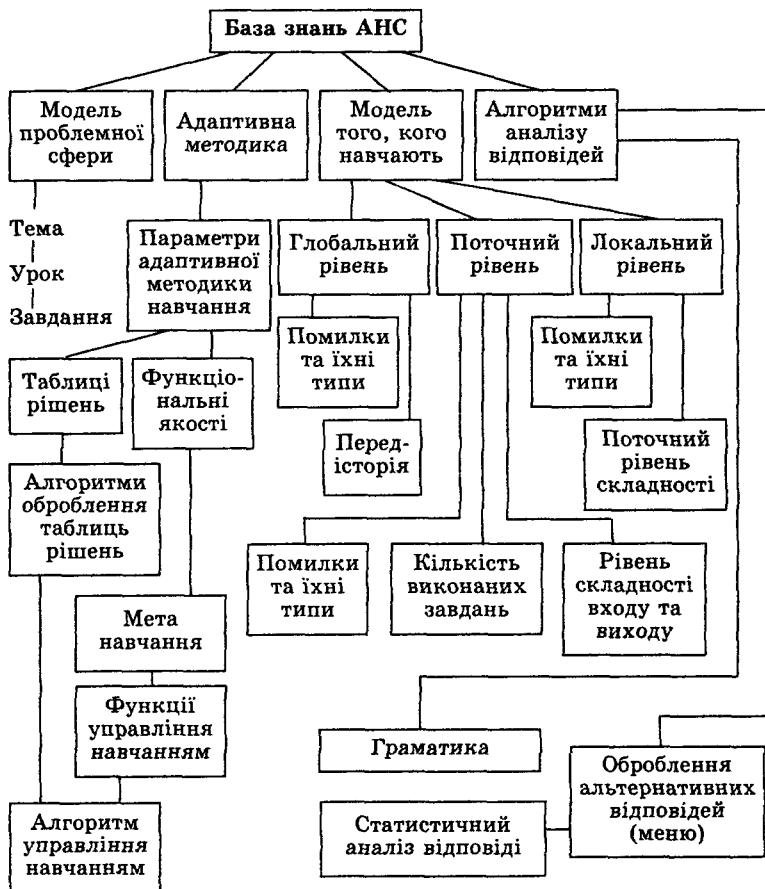 База знань АНС
Модель
проблемної
сфери
Адаптивна
методика
Модель
того, кого
навчають
Алгоритми
аналізу
відповідей
Тема
Урок
Завдання
Параметри
адаптивної
методики
навчання
Глобальний
рівень
Поточний
рівень
Локальний
рівень
Помилки
та їхні
типи
Помилки
та їхні
типи
Таблиці
рішень
Функціо-
нальні
якості
Перед-
історія
Поточний
рівень
складності
Алгоритми
оброблення
таблиць
рішень
Помилки
та їхні
типи
Кількість
виконаних
завдань
Рівень
складності
входу та
виходу
Мета
навчання
Функції
управління
навчанням
Граматика
Оброблення
альтернативних
відповідей
(меню)
Алгоритм
управління
навчанням
Статистичний
аналіз відповіді